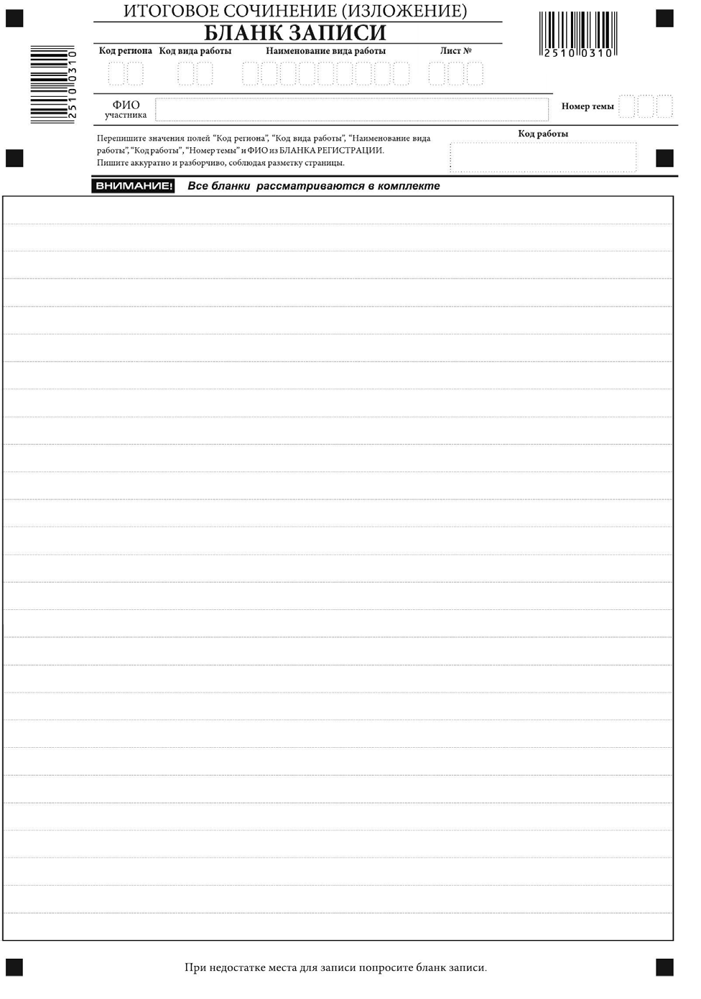 ИТОГОВОЕ СОЧИНЕНИЕ (ИЗЛОЖЕНИЕ)
БЛАНК ЗАПИСИ
2510 0310
2510 0310
Код региона Код вида работы Наименование вида работы Лист №
ФИО
участника
Номер темы
Код работы
Перепишите значения полей “Код региона”, “Код вида работы”, “Наименование вида
работы”, “Код работы”, “Номер темы” и ФИО из БЛАНКА РЕГИСТРАЦИИ.
Пишите аккуратно и разборчиво, соблюдая разметку страницы.
ВНИМАНИЕ! Все бланки рассматриваются в комплекте
При недостатке места для записи попросите бланк записи.